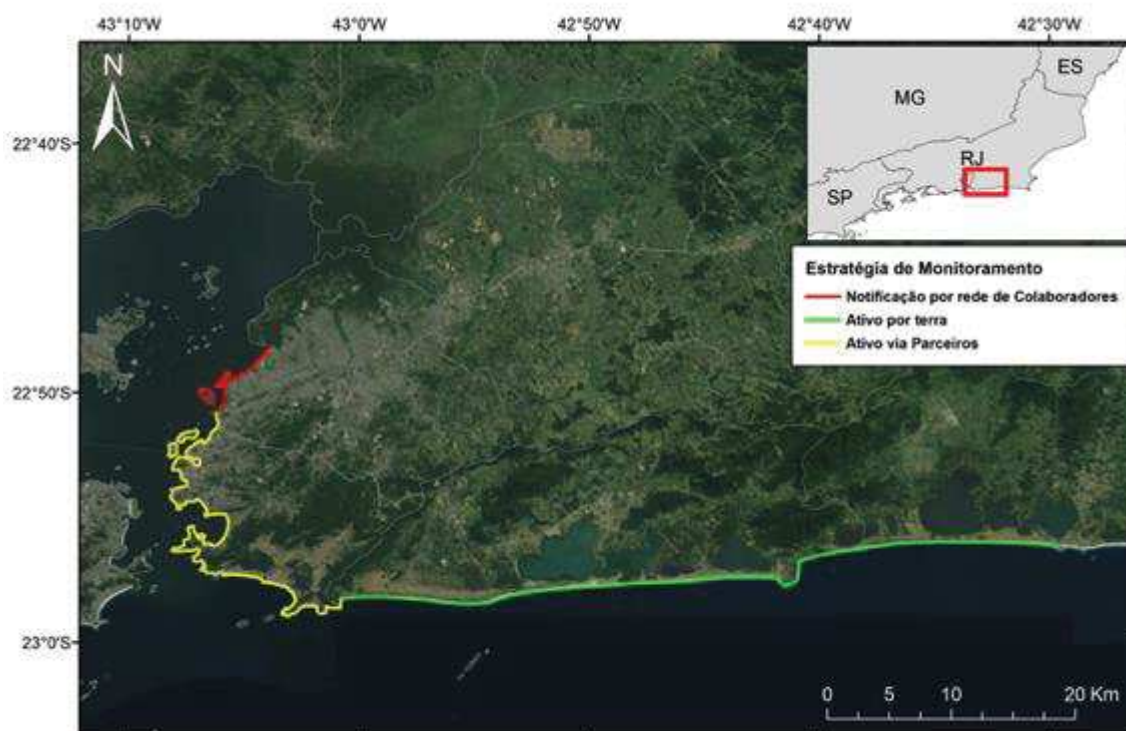 43°10'W 43°0'W 42°50'W 42°40'W 42°30'W
N
22°40'S
22°50'S
23°0'S
MG
ES
RJ
SP
Estratégia de Monitoramento
Notificação por rede de Colaboradores
Ativo por terra
Ativo via Parceiros
0 5 10 20 Km